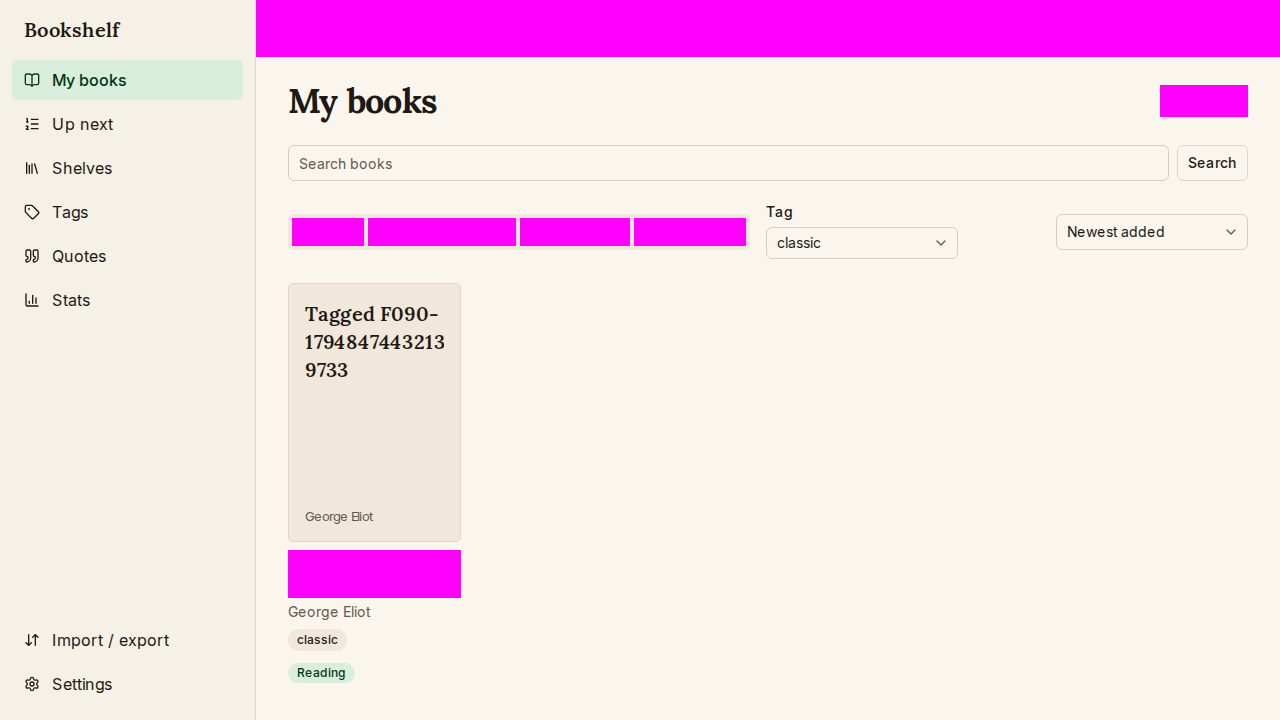 Bookshelf
My books
Up next
Shelves
Tags
Quotes
Stats
Import / export
Settings
My books
Search books
Search
Tag
classic
Newest added
Tagged F090-
1794847443213
9733
George Eliot
George Eliot
classic
Reading